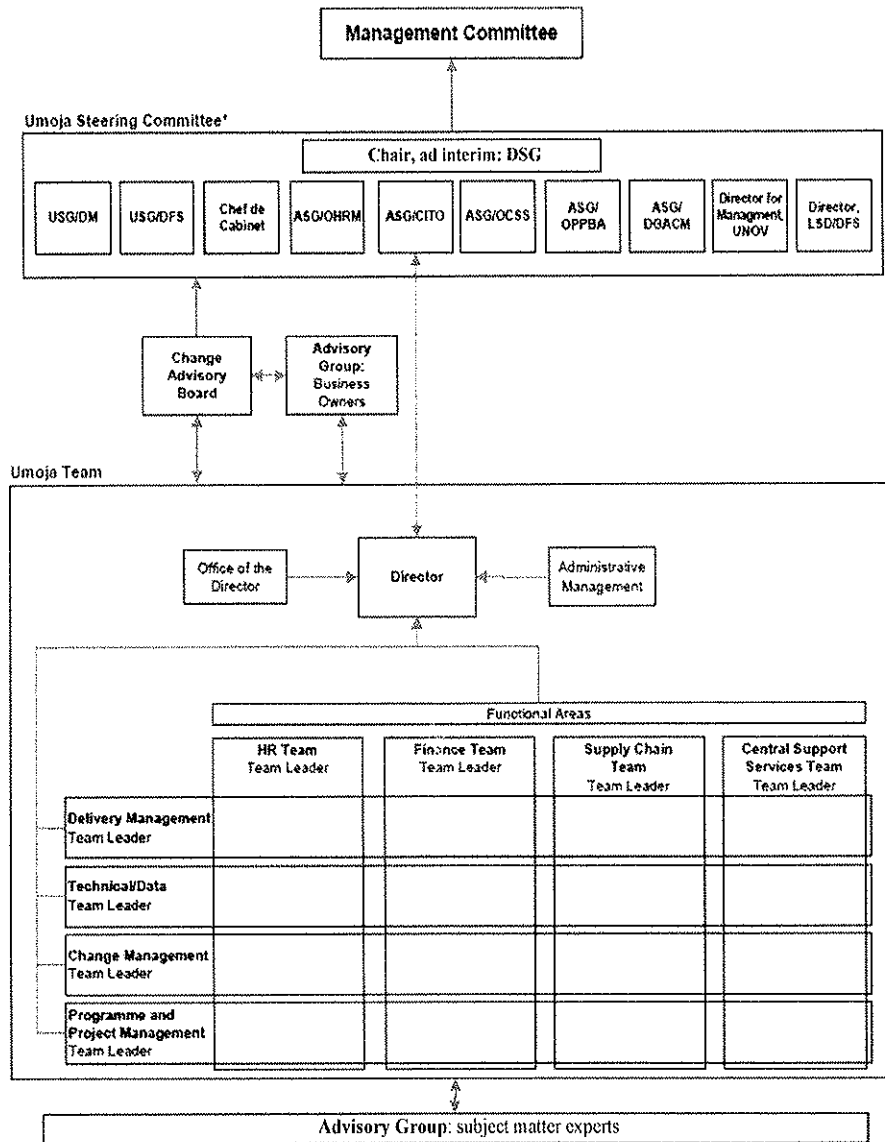 Management Committee
Umoja Steering Committee*
Chair, ad interim: DSG
USG/DM
USG/DFS
Chef de
Cabinet
ASG/OHRM
ASG/CITO
ASG/OCSS
ASG/
OPPBA
ASG/
DGACM
Director for
Managment,
UNOV
Director,
LSD/DFS
Change
Advisory
Board
Advisory
Group:
Business
Owners
Umoja Team
Office of the
Director
Director
Administrative
Management
Functional Areas
HR Team
Team Leader
Finance Team
Team Leader
Supply Chain
Team
Team Leader
Central Support
Services Team
Team Leader
Delivery Management
Team Leader
Technical/Data
Team Leader
Change Management
Team Leader
Programme and
Project Management
Team Leader
Advisory Group: subject matter experts